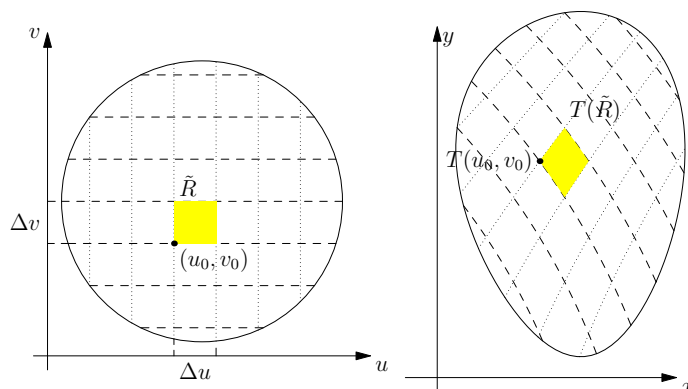 v
y
T(R̃)
R̃
T(u₀, v₀)
Δv
(u₀, v₀)
u
Δu